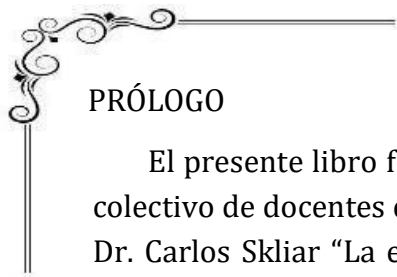 PRÓLOGO
El presente libro f
colectivo de docentes
Dr. Carlos Skliar “La e